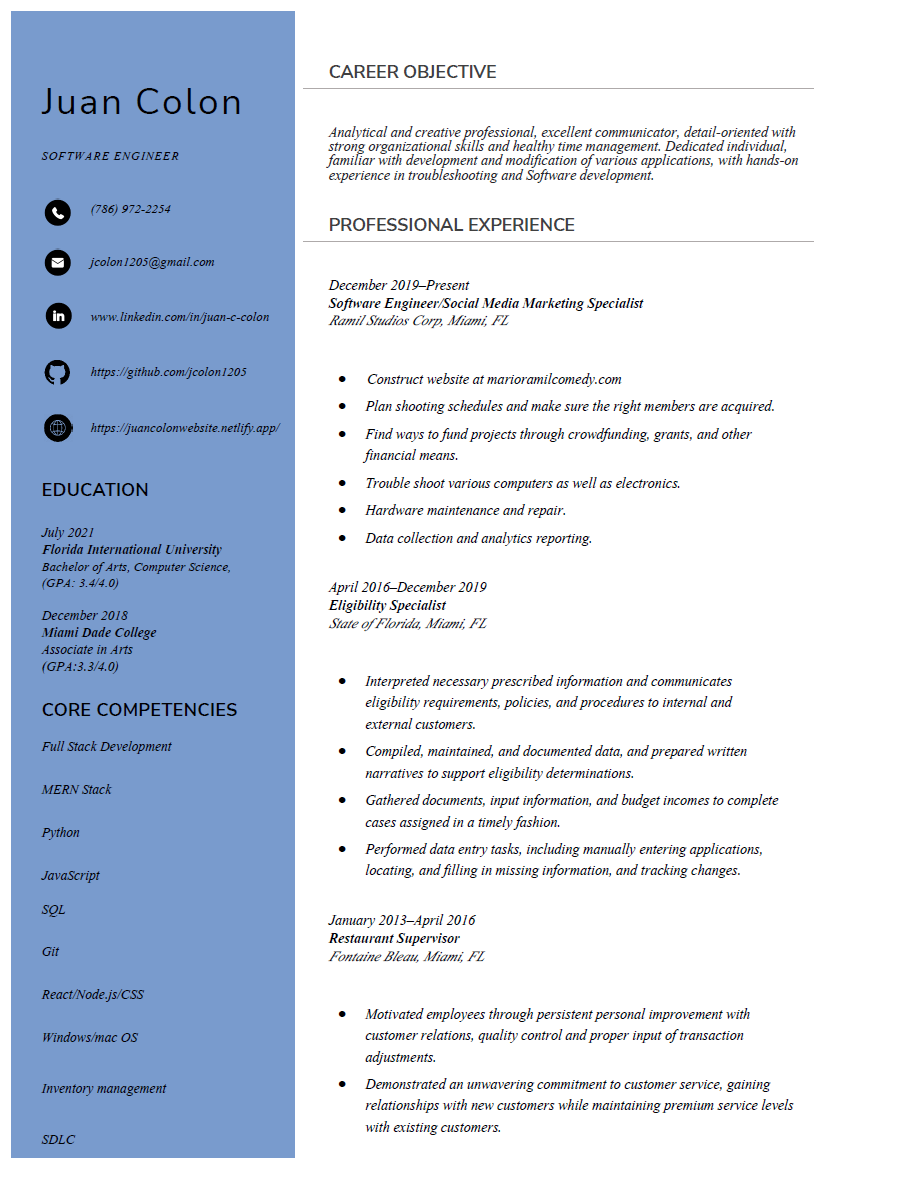 Juan Colon
SOFTWARE ENGINEER
(786) 972-2254
jcolon1205@gmail.com
www.linkedin.com/in/juan-c-colon
https://github.com/jcolon1205
https://juancolonwebsite.netlify.app/
EDUCATION
July 2021
Florida International University
Bachelor of Arts, Computer Science,
(GPA: 3.4/4.0)
December 2018
Miami Dade College
Associate in Arts
(GPA:3.3/4.0)
CORE COMPETENCIES
Full Stack Development
MERN Stack
Python
JavaScript
SQL
Git
React/Node.js/CSS
Windows/mac OS
Inventory management
SDLC
CAREER OBJECTIVE
Analytical and creative professional, excellent communicator, detail-oriented with
strong organizational skills and healthy time management. Dedicated individual,
familiar with development and modification of various applications, with hands-on
experience in troubleshooting and Software development.
PROFESSIONAL EXPERIENCE
December 2019–Present
Software Engineer/Social Media Marketing Specialist
Ramil Studios Corp, Miami, FL
● Construct website at marioramilcomedy.com
● Plan shooting schedules and make sure the right members are acquired.
● Find ways to fund projects through crowdfunding, grants, and other
financial means.
● Trouble shoot various computers as well as electronics.
● Hardware maintenance and repair.
● Data collection and analytics reporting.
April 2016–December 2019
Eligibility Specialist
State of Florida, Miami, FL
● Interpreted necessary prescribed information and communicates
eligibility requirements, policies, and procedures to internal and
external customers.
● Compiled, maintained, and documented data, and prepared written
narratives to support eligibility determinations.
● Gathered documents, input information, and budget incomes to complete
cases assigned in a timely fashion.
● Performed data entry tasks, including manually entering applications,
locating, and filling in missing information, and tracking changes.
January 2013–April 2016
Restaurant Supervisor
Fontaine Bleau, Miami, FL
● Motivated employees through persistent personal improvement with
customer relations, quality control and proper input of transaction
adjustments.
● Demonstrated an unwavering commitment to customer service, gaining
relationships with new customers while maintaining premium service levels
with existing customers.